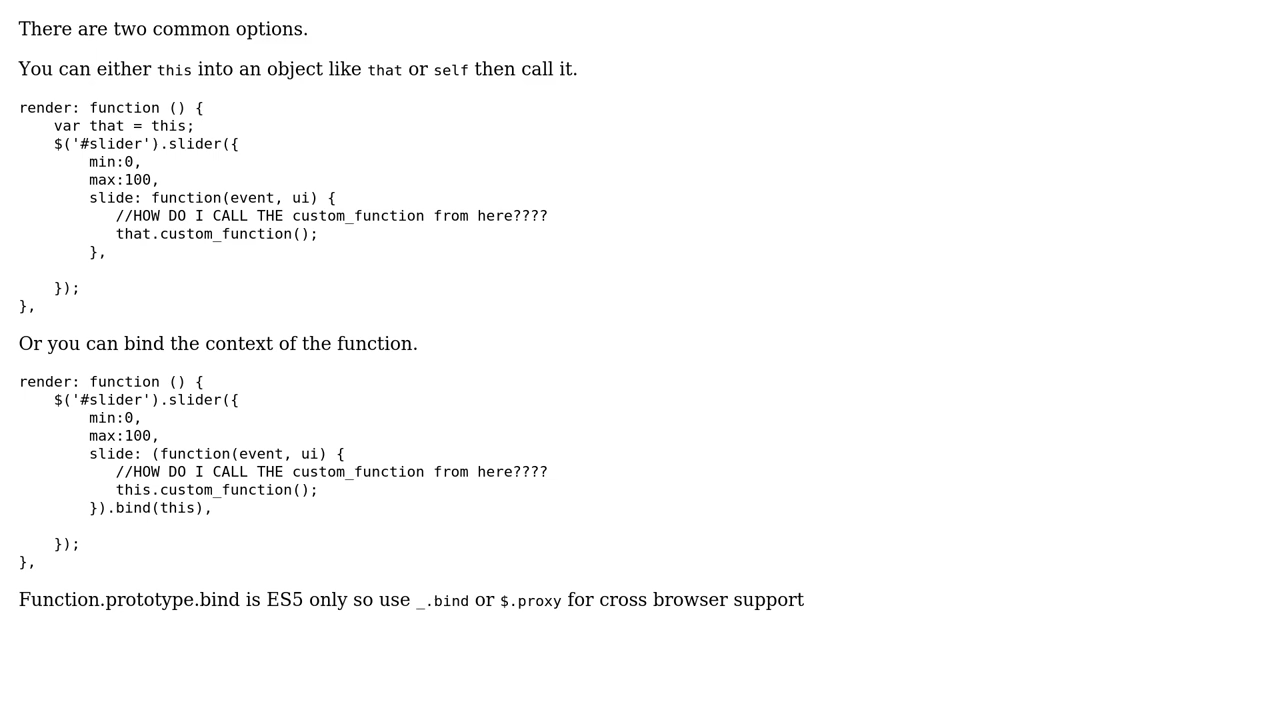 There are two common options.
You can either this into an object like that or self then call it.
render: function () {
    var that = this;
    $('#slider').slider({
        min:0,
        max:100,
        slide: function(event, ui) {
           //HOW DO I CALL THE custom_function from here????
           that.custom_function();
        },

    });
},
Or you can bind the context of the function.
render: function () {
    $('#slider').slider({
        min:0,
        max:100,
        slide: (function(event, ui) {
           //HOW DO I CALL THE custom_function from here????
           this.custom_function();
        }).bind(this),

    });
},
Function.prototype.bind is ES5 only so use _.bind or $.proxy for cross browser support